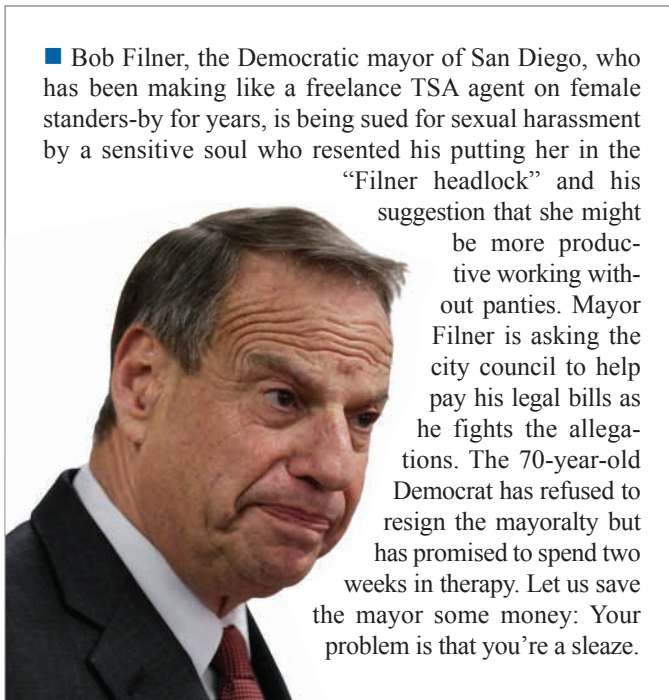 ■ Bob Filner, the Democratic mayor of San Diego, who
has been making like a freelance TSA agent on female
standers-by for years, is being sued for sexual harassment
by a sensitive soul who resented his putting her in the
“Filner headlock” and his
suggestion that she might
be more produc-
tive working with-
out panties. Mayor
Filner is asking the
city council to help
pay his legal bills as
he fights the allega-
tions. The 70-year-old
Democrat has refused to
resign the mayoralty but
has promised to spend two
weeks in therapy. Let us save
the mayor some money: Your
problem is that you’re a sleaze.